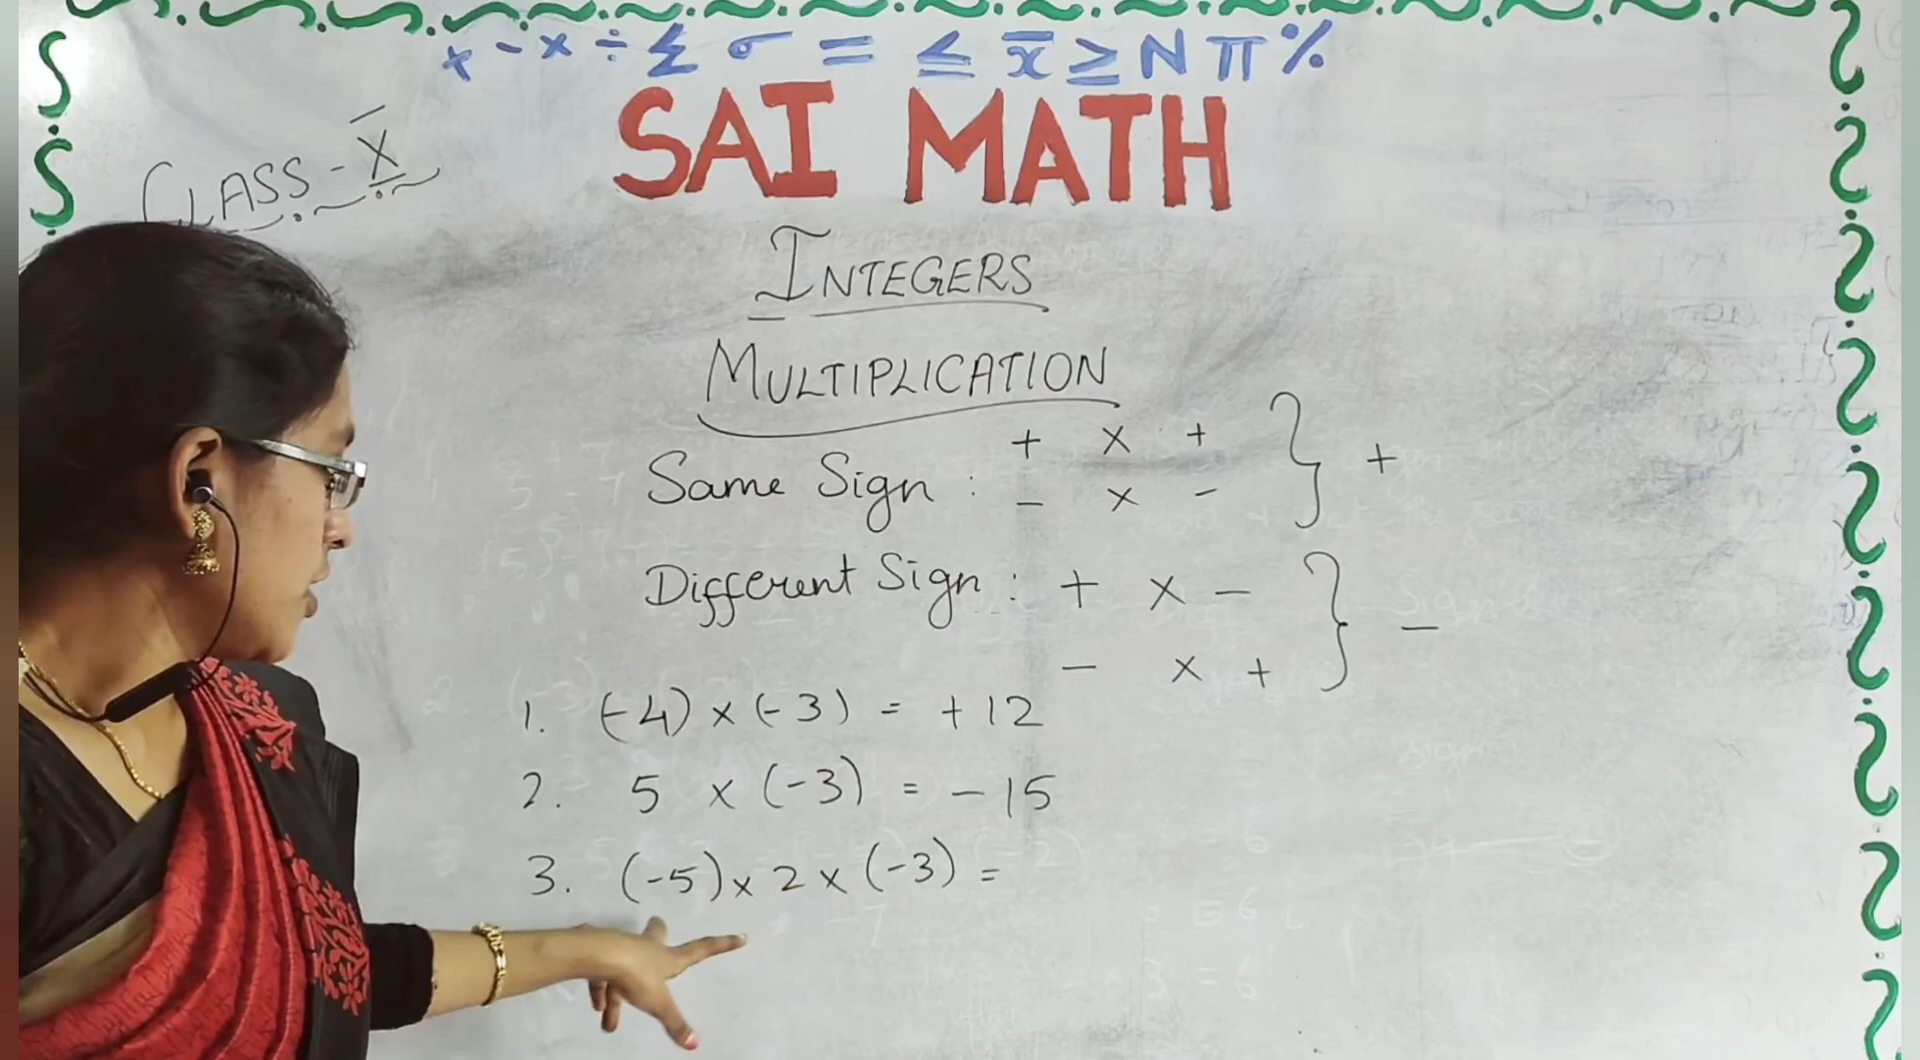 + - × ÷ Σ σ = ≤ x̄ ≥ N π %
SAI MATH
CLASS - X
INTEGERS
MULTIPLICATION
Same Sign : + × + } +
- × -
Different Sign : + × - } -
- × +
1. (-4) × (-3) = +12
2. 5 × (-3) = -15
3. (-5) × 2 × (-3) =